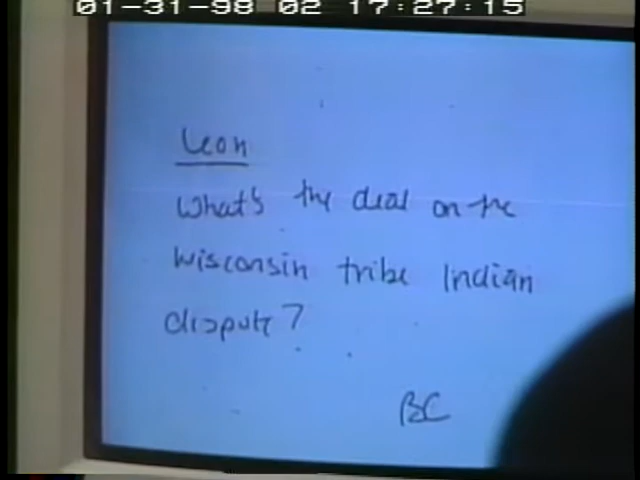 01-31-98 02 17:27:15
Leon
What's the deal on the
Wisconsin tribe Indian
dispute?
BC